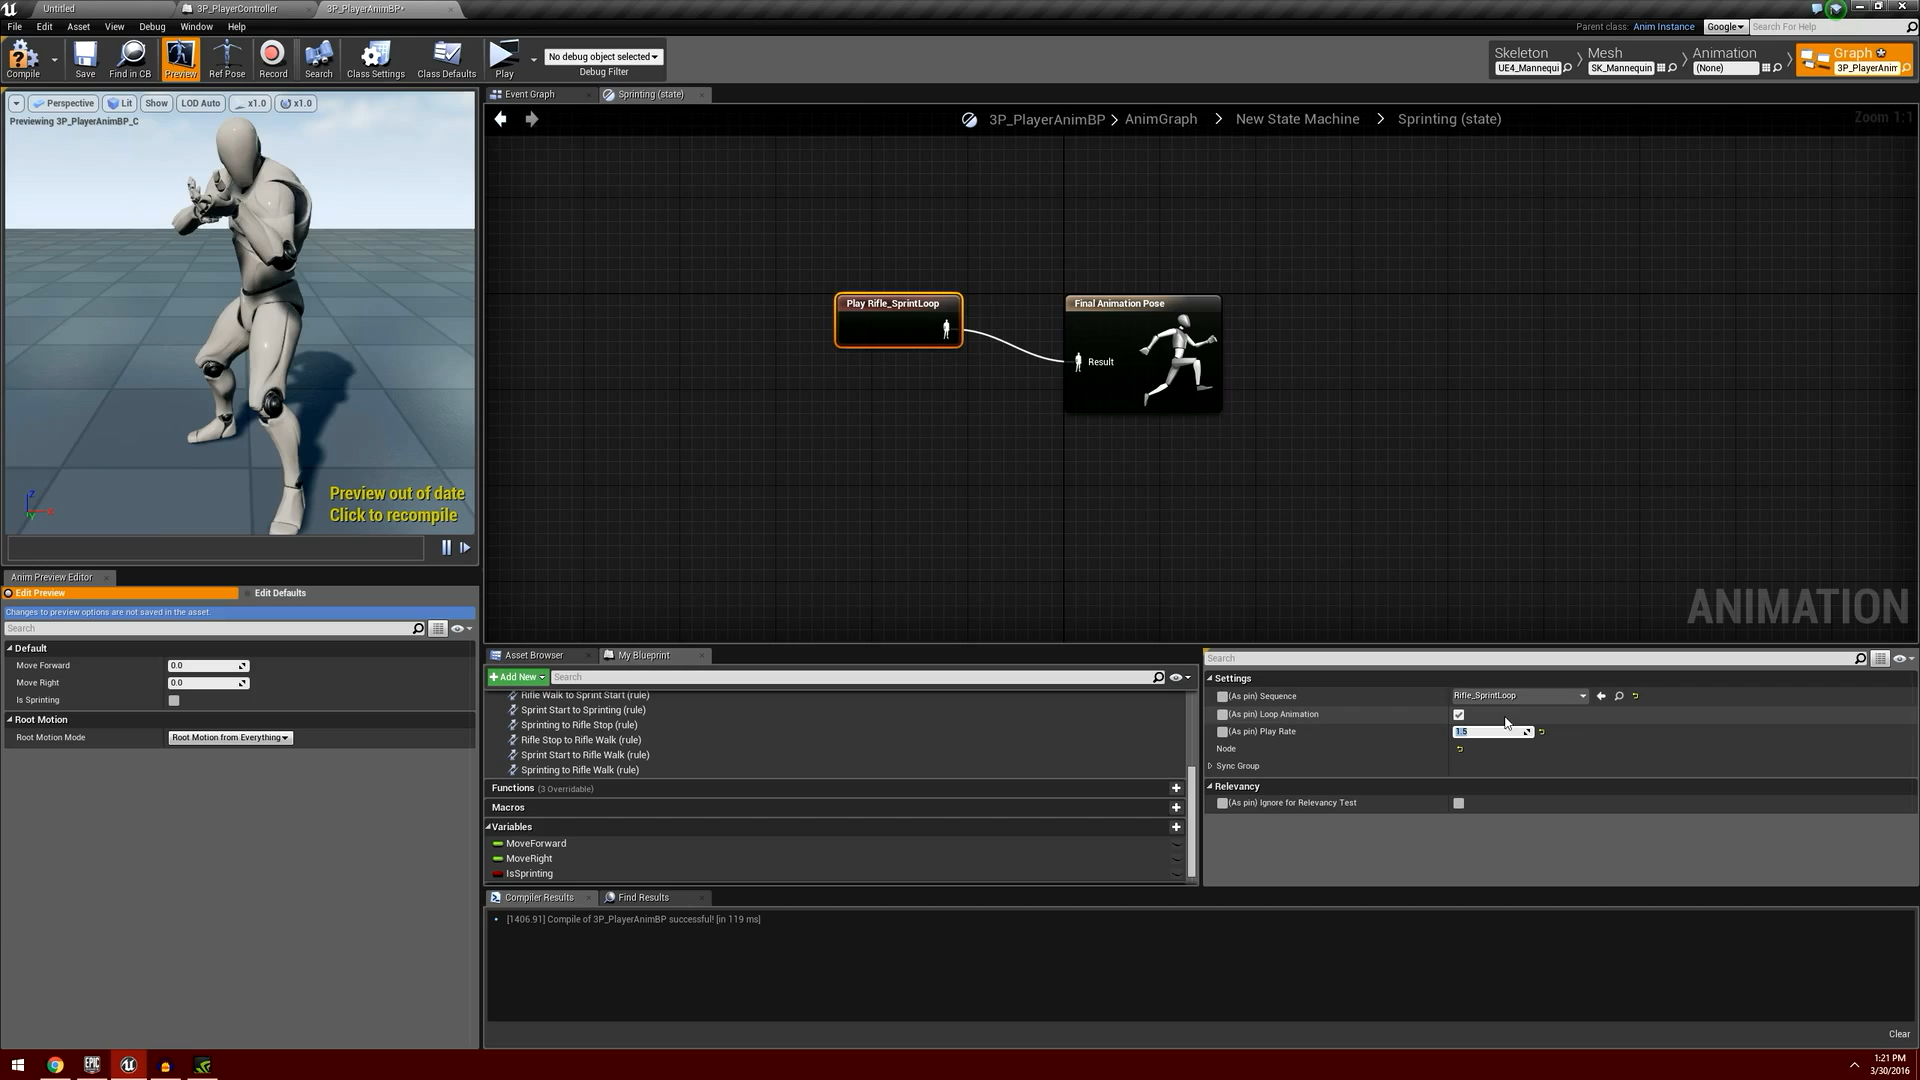 Untitled
3P_PlayerController
3P_PlayerAnimBP*
File Edit Asset View Debug Window Help
Parent class: Anim Instance
Google
Search For Help
Compile
Save
Find in CB
Preview
Ref Pose
Record
Search
Class Settings
Class Defaults
Play
No debug object selected
Debug Filter
Skeleton
UE4_Mannequi
Mesh
SK_Mannequin
Animation
(None)
Graph
3P_PlayerAnim
Perspective
Lit
Show
LOD Auto
x1.0
x1.0
Previewing 3P_PlayerAnimBP_C
Preview out of date
Click to recompile
Event Graph
Sprinting (state)
3P_PlayerAnimBP > AnimGraph > New State Machine > Sprinting (state)
Zoom 1:1
Play Rifle_SprintLoop
Final Animation Pose
Result
ANIMATION
Anim Preview Editor
Edit Preview
Edit Defaults
Changes to preview options are not saved in the asset.
Search
Default
Move Forward 0.0
Move Right 0.0
Is Sprinting
Root Motion
Root Motion Mode Root Motion from Everything
Asset Browser
My Blueprint
Add New
Search
Rifle Walk to Sprint Start (rule)
Sprint Start to Sprinting (rule)
Sprinting to Rifle Stop (rule)
Rifle Stop to Rifle Walk (rule)
Sprint Start to Rifle Walk (rule)
Sprinting to Rifle Walk (rule)
Functions (3 Overridable)
Macros
Variables
MoveForward
MoveRight
IsSprinting
Search
Settings
(As pin) Sequence Rifle_SprintLoop
(As pin) Loop Animation
(As pin) Play Rate 1.5
Node
Sync Group
Relevancy
(As pin) Ignore for Relevancy Test
Compiler Results
Find Results
[1406.91] Compile of 3P_PlayerAnimBP successful! [in 119 ms]
Clear
EPIC
1:21 PM
3/30/2016